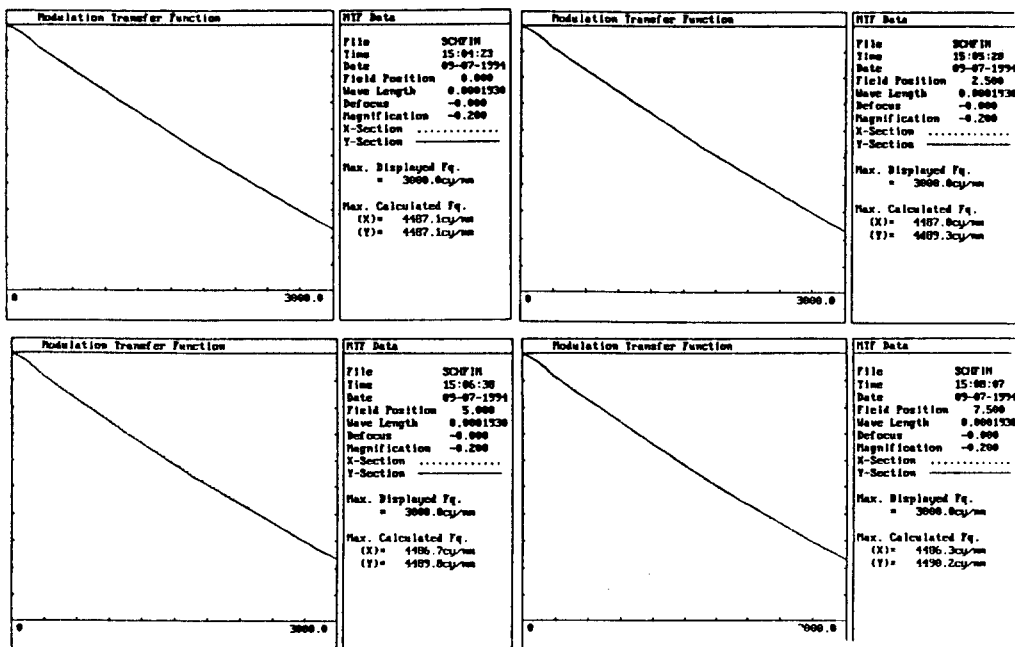 Modulation Transfer Function
0
3000.0
MTF Data
File SCHFIN
Time 15:04:23
Date 09-07-1994
Field Position 0.000
Wave Length 0.0001930
Defocus -0.000
Magnification -0.200
X-Section ..........
Y-Section
Max. Displayed Fq.
= 3000.0cy/mm
Max. Calculated Fq.
(X)= 4487.1cy/mm
(Y)= 4487.1cy/mm
Modulation Transfer Function
0
3000.0
MTF Data
File SCHFIN
Time 15:05:20
Date 09-07-1994
Field Position 2.500
Wave Length 0.0001930
Defocus -0.000
Magnification -0.200
X-Section ..........
Y-Section
Max. Displayed Fq.
= 3000.0cy/mm
Max. Calculated Fq.
(X)= 4487.0cy/mm
(Y)= 4489.3cy/mm
Modulation Transfer Function
0
3000.0
MTF Data
File SCHFIN
Time 15:06:38
Date 09-07-1994
Field Position 5.000
Wave Length 0.0001930
Defocus -0.000
Magnification -0.200
X-Section ..........
Y-Section
Max. Displayed Fq.
= 3000.0cy/mm
Max. Calculated Fq.
(X)= 4486.7cy/mm
(Y)= 4489.8cy/mm
Modulation Transfer Function
0
MTF Data
File SCHFIN
Time 15:08:07
Date 09-07-1994
Field Position 7.500
Wave Length 0.0001930
Defocus -0.000
Magnification -0.200
X-Section ..........
Y-Section
Max. Displayed Fq.
= 3000.0cy/mm
Max. Calculated Fq.
(X)= 4486.3cy/mm
(Y)= 4490.2cy/mm